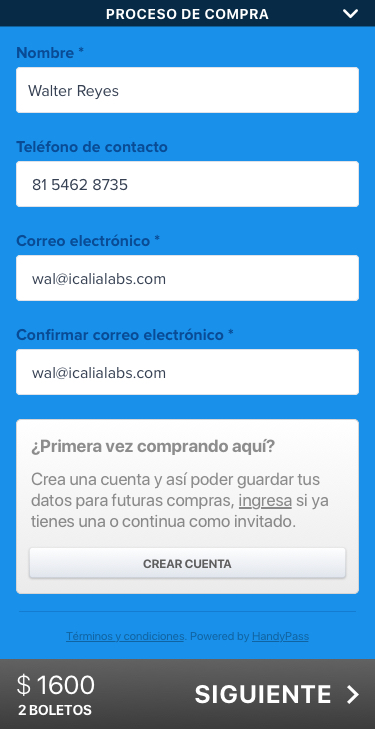 PROCESO DE COMPRA
Nombre *
Walter Reyes
Teléfono de contacto
81 5462 8735
Correo electrónico *
wal@icalialabs.com
Confirmar correo electrónico *
wal@icalialabs.com
¿Primera vez comprando aquí?
Crea una cuenta y así poder guardar tus
datos para futuras compras, ingresa si ya
tienes una o continua como invitado.
CREAR CUENTA
Términos y condiciones. Powered by HandyPass
$ 1600
2 BOLETOS
SIGUIENTE